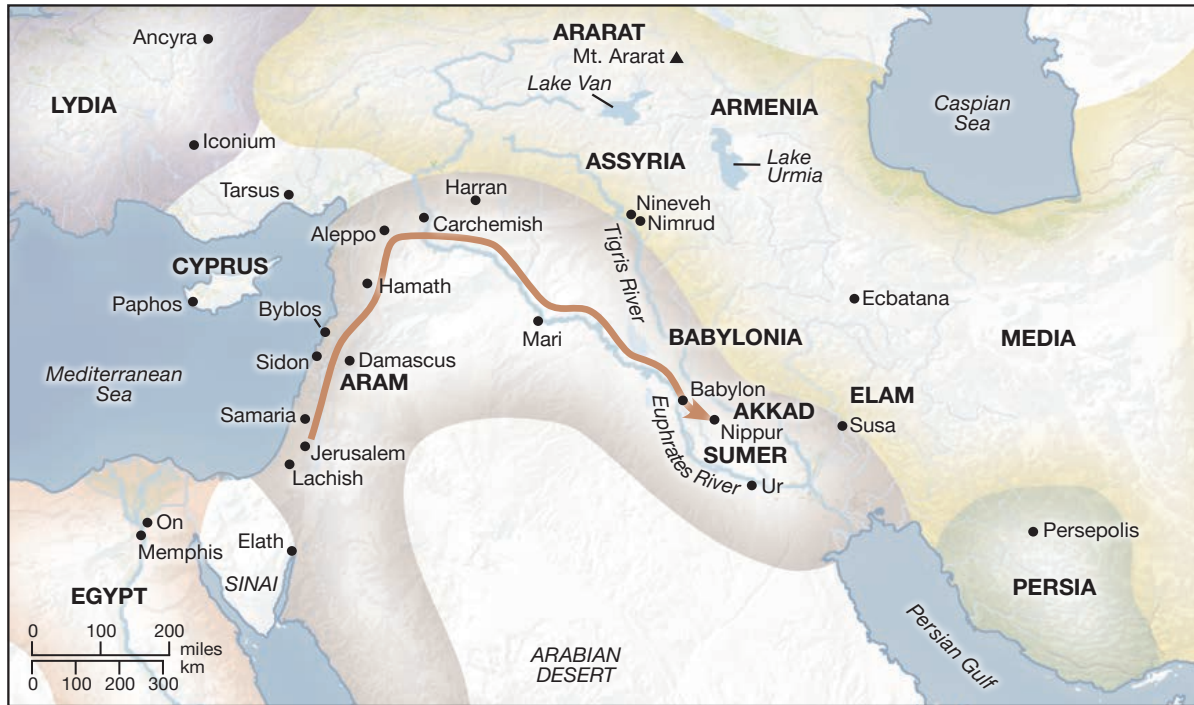 Ancyra
LYDIA
Iconium
Tarsus
ARARAT
Mt. Ararat
Lake Van
ARMENIA
Caspian
Sea
ASSYRIA
Lake
Urmia
Harran
Carchemish
Aleppo
Nineveh
Nimrud
Tigris River
CYPRUS
Paphos
Hamath
Byblos
Mari
Ecbatana
BABYLONIA
MEDIA
Sidon
Damascus
ARAM
Mediterranean
Sea
Samaria
Jerusalem
Lachish
Babylon
AKKAD
Nippur
SUMER
Euphrates River
Ur
ELAM
Susa
On
Memphis
Elath
SINAI
EGYPT
Persepolis
PERSIA
Persian Gulf
ARABIAN
DESERT
0 100 200
miles
km
0 100 200 300